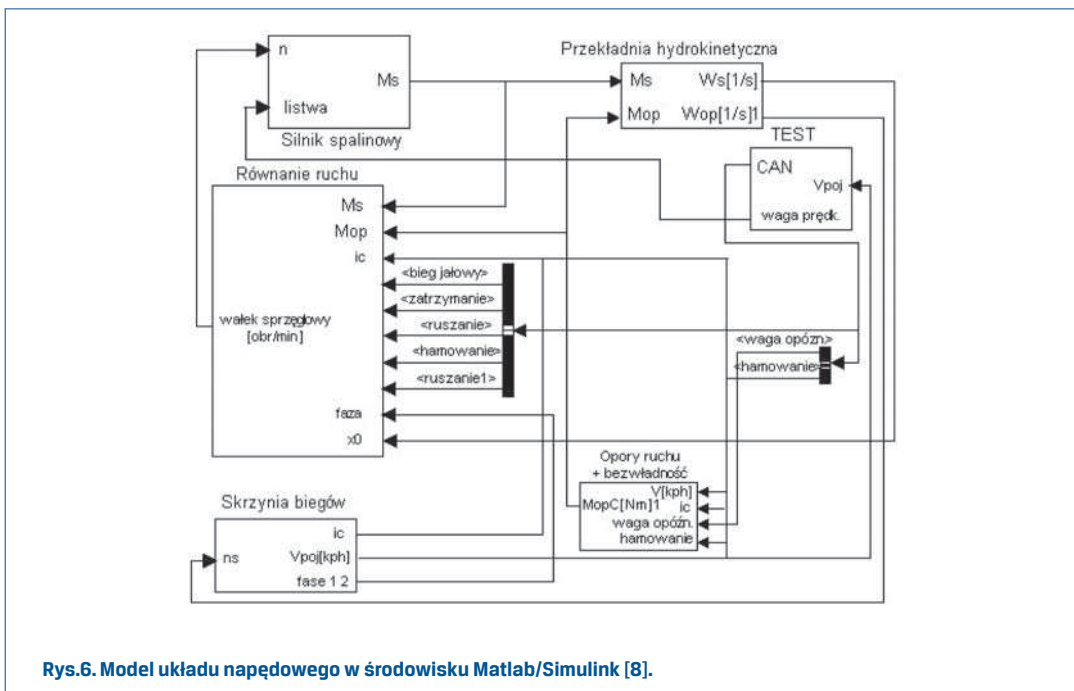 n
Ms
listwa
Silnik spalinowy
Przekładnia hydrokinetyczna
Ms
Ws[1/s]
Mop
Wop[1/s]1
TEST
CAN
Vpoj
waga prędk.
Równanie ruchu
Ms
Mop
ic
wałek sprzęglowy
[obr/min]
faza
x0
<bieg jałowy>
<zatrzymanie>
<ruszanie>
<hamowanie>
<ruszanie1>
<waga opóźn.>
<hamowanie>
Opory ruchu
+ bezwładność
V[kph]
MopC[Nm]1
ic
waga opóźn.
hamowanie
Skrzynia biegów
ic
ns
Vpoj[kph]
fase 1 2
Rys.6. Model układu napędowego w środowisku Matlab/Simulink [8].